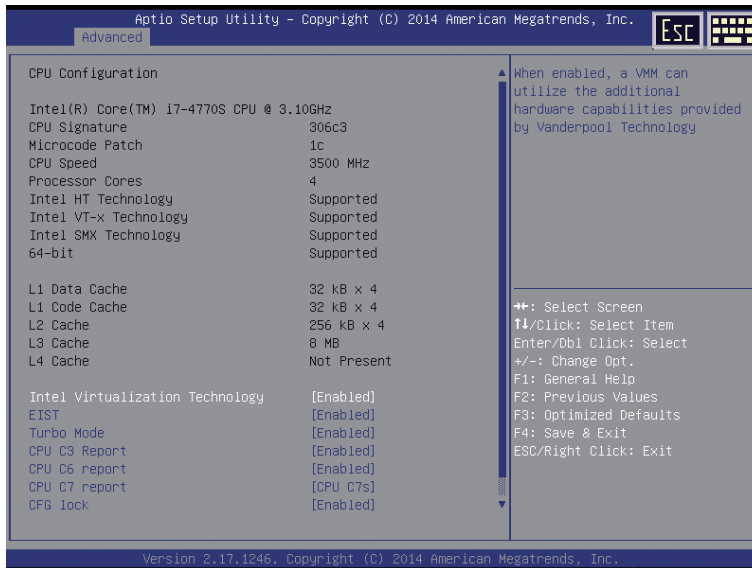 Aptio Setup Utility – Copyright (C) 2014 American Megatrends, Inc.
Esc
Advanced
CPU Configuration
Intel(R) Core(TM) i7-4770S CPU @ 3.10GHz
CPU Signature 306c3
Microcode Patch 1c
CPU Speed 3500 MHz
Processor Cores 4
Intel HT Technology Supported
Intel VT-x Technology Supported
Intel SMX Technology Supported
64-bit Supported
L1 Data Cache 32 kB x 4
L1 Code Cache 32 kB x 4
L2 Cache 256 kB x 4
L3 Cache 8 MB
L4 Cache Not Present
Intel Virtualization Technology [Enabled]
EIST [Enabled]
Turbo Mode [Enabled]
CPU C3 Report [Enabled]
CPU C6 report [Enabled]
CPU C7 report [CPU C7s]
CFG lock [Enabled]
When enabled, a VMM can
utilize the additional
hardware capabilities provided
by Vanderpool Technology
→←: Select Screen
↑↓/Click: Select Item
Enter/Dbl Click: Select
+/-: Change Opt.
F1: General Help
F2: Previous Values
F3: Optimized Defaults
F4: Save & Exit
ESC/Right Click: Exit
Version 2.17.1246. Copyright (C) 2014 American Megatrends, Inc.